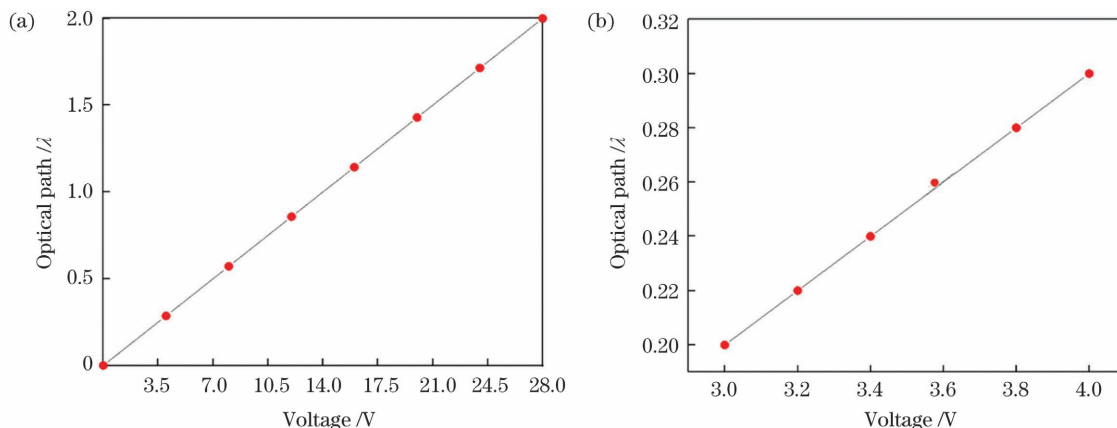 (a)
2.0
1.5
1.0
0.5
0
Optical path /λ
3.5 7.0 10.5 14.0 17.5 21.0 24.5 28.0
Voltage /V
(b)
0.32
0.30
0.28
0.26
0.24
0.22
0.20
Optical path /λ
3.0 3.2 3.4 3.6 3.8 4.0
Voltage /V